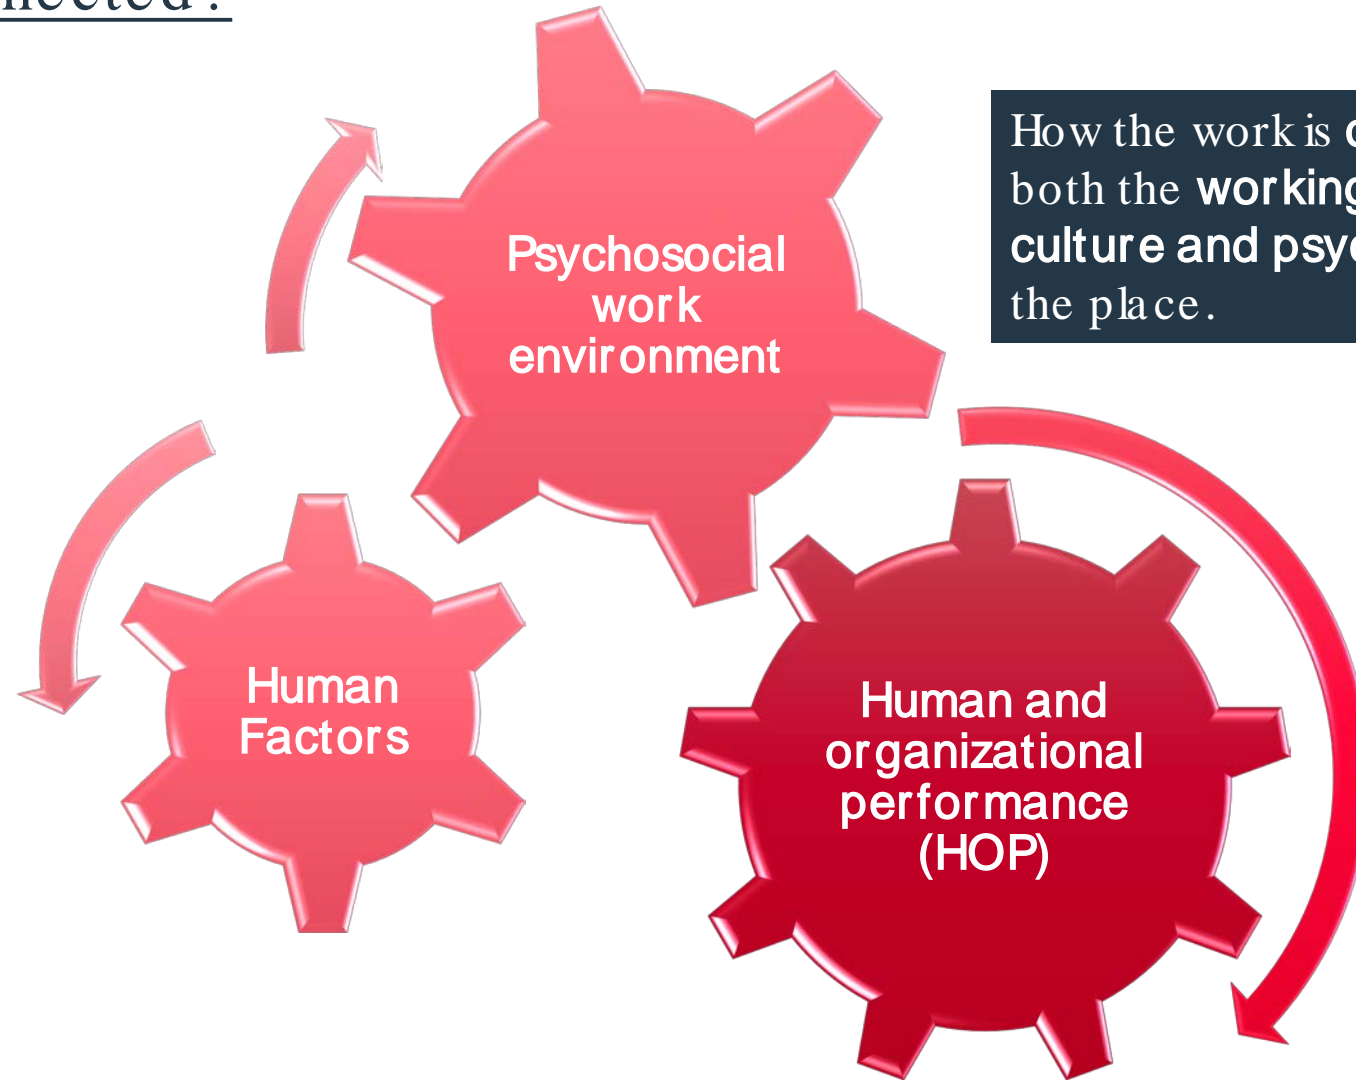 How the work is
both the working
culture and
the place.
Psychosocial
work
environment
Human
Factors
Human and
organizational
performance
(HOP)